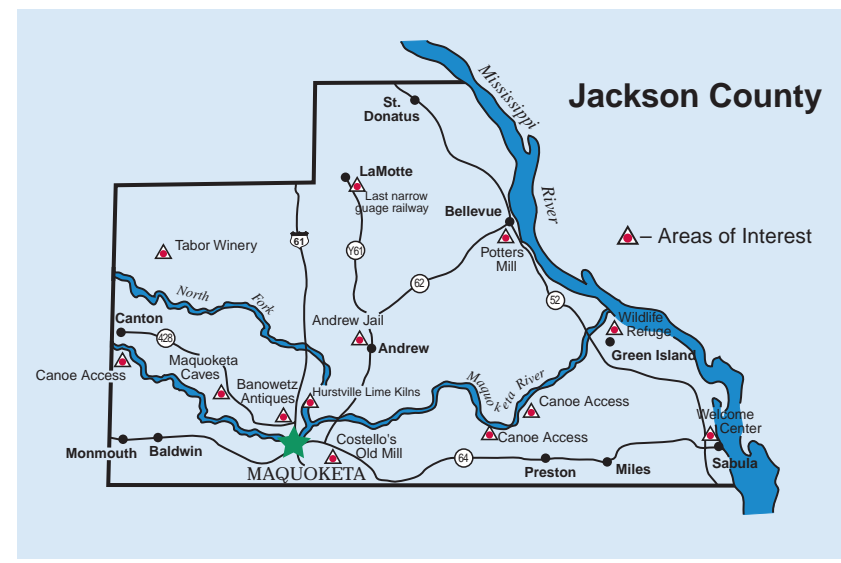 Jackson County
Mississippi
River
St.
Donatus
LaMotte
Last narrow
guage railway
Bellevue
– Areas of Interest
61
Tabor Winery
Y61
Potters
Mill
62
52
North
Fork
Canton
428
Andrew Jail
Andrew
Wildlife
Refuge
Green Island
Canoe Access
Maquoketa
Caves
Banowetz
Antiques
Hurstville Lime Kilns
Maquoketa River
Canoe Access
Canoe Access
Welcome
Center
Monmouth
Baldwin
Costello's
Old Mill
MAQUOKETA
64
Preston
Miles
Sabula